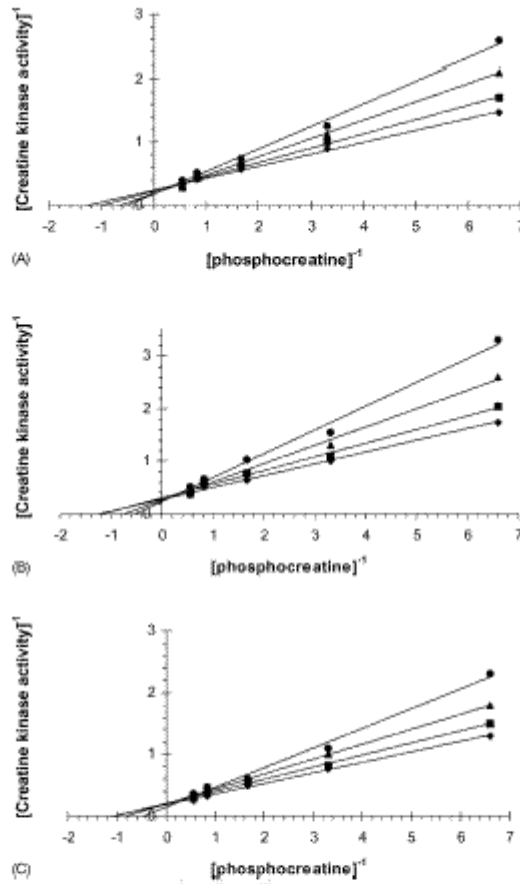 3
2
1
0
-2 -1 0 1 2 3 4 5 6 7
[Creatine kinase activity]-1
[phosphocreatine]-1
(A)
3
2
1
0
-2 -1 0 1 2 3 4 5 6 7
[Creatine kinase activity]-1
[phosphocreatine]-1
(B)
3
2
1
0
-2 -1 0 1 2 3 4 5 6 7
[Creatine kinase activity]-1
[phosphocreatine]-1
(C)